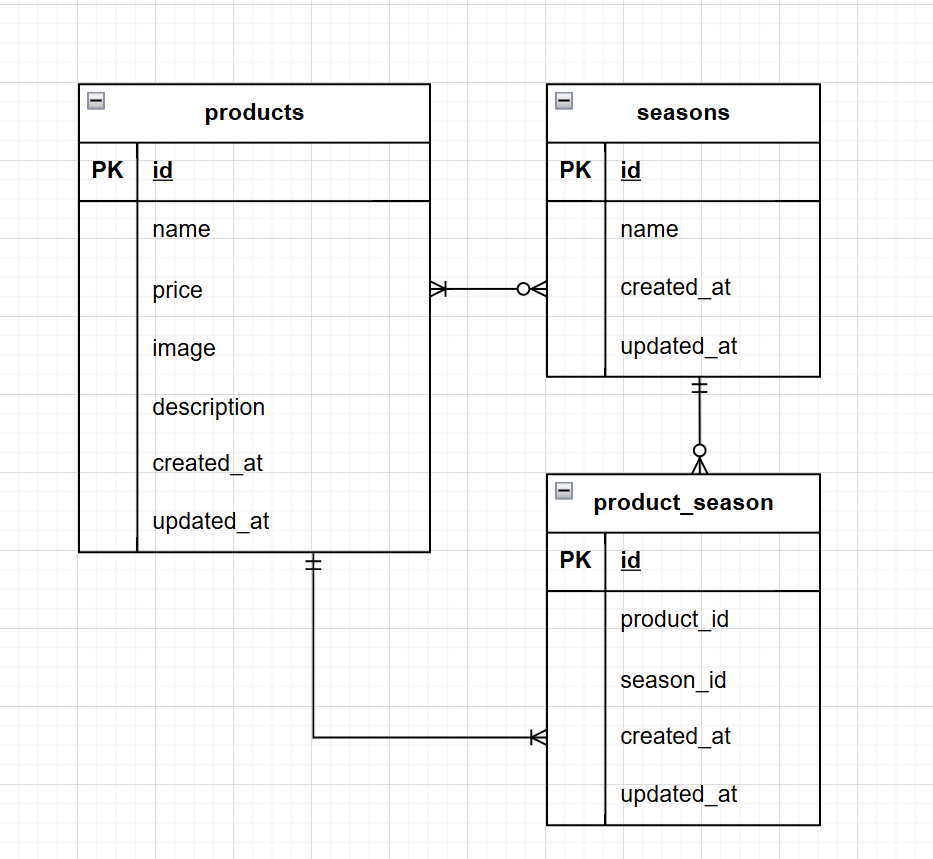 products
PK id
name
price
image
description
created_at
updated_at
seasons
PK id
name
created_at
updated_at
product_season
PK id
product_id
season_id
created_at
updated_at